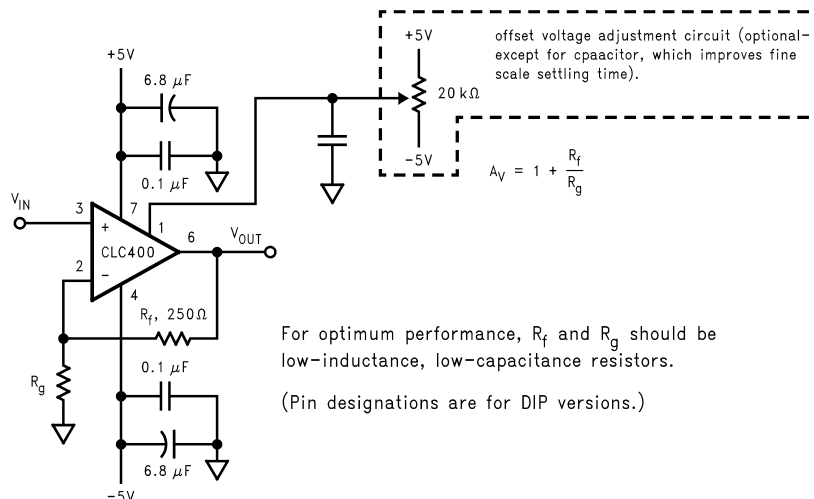 +5V
offset voltage adjustment circuit (optional-
except for cpaacitor, which improves fine
scale settling time).
+5V
6.8 μF
20 kΩ
0.1 μF
-5V
A_V = 1 + R_f / R_g
V_IN
3
7
1
+
6
V_OUT
CLC400
2
-
4
R_f, 250Ω
For optimum performance, R_f and R_g should be
low-inductance, low-capacitance resistors.
0.1 μF
R_g
(Pin designations are for DIP versions.)
6.8 μF
-5V